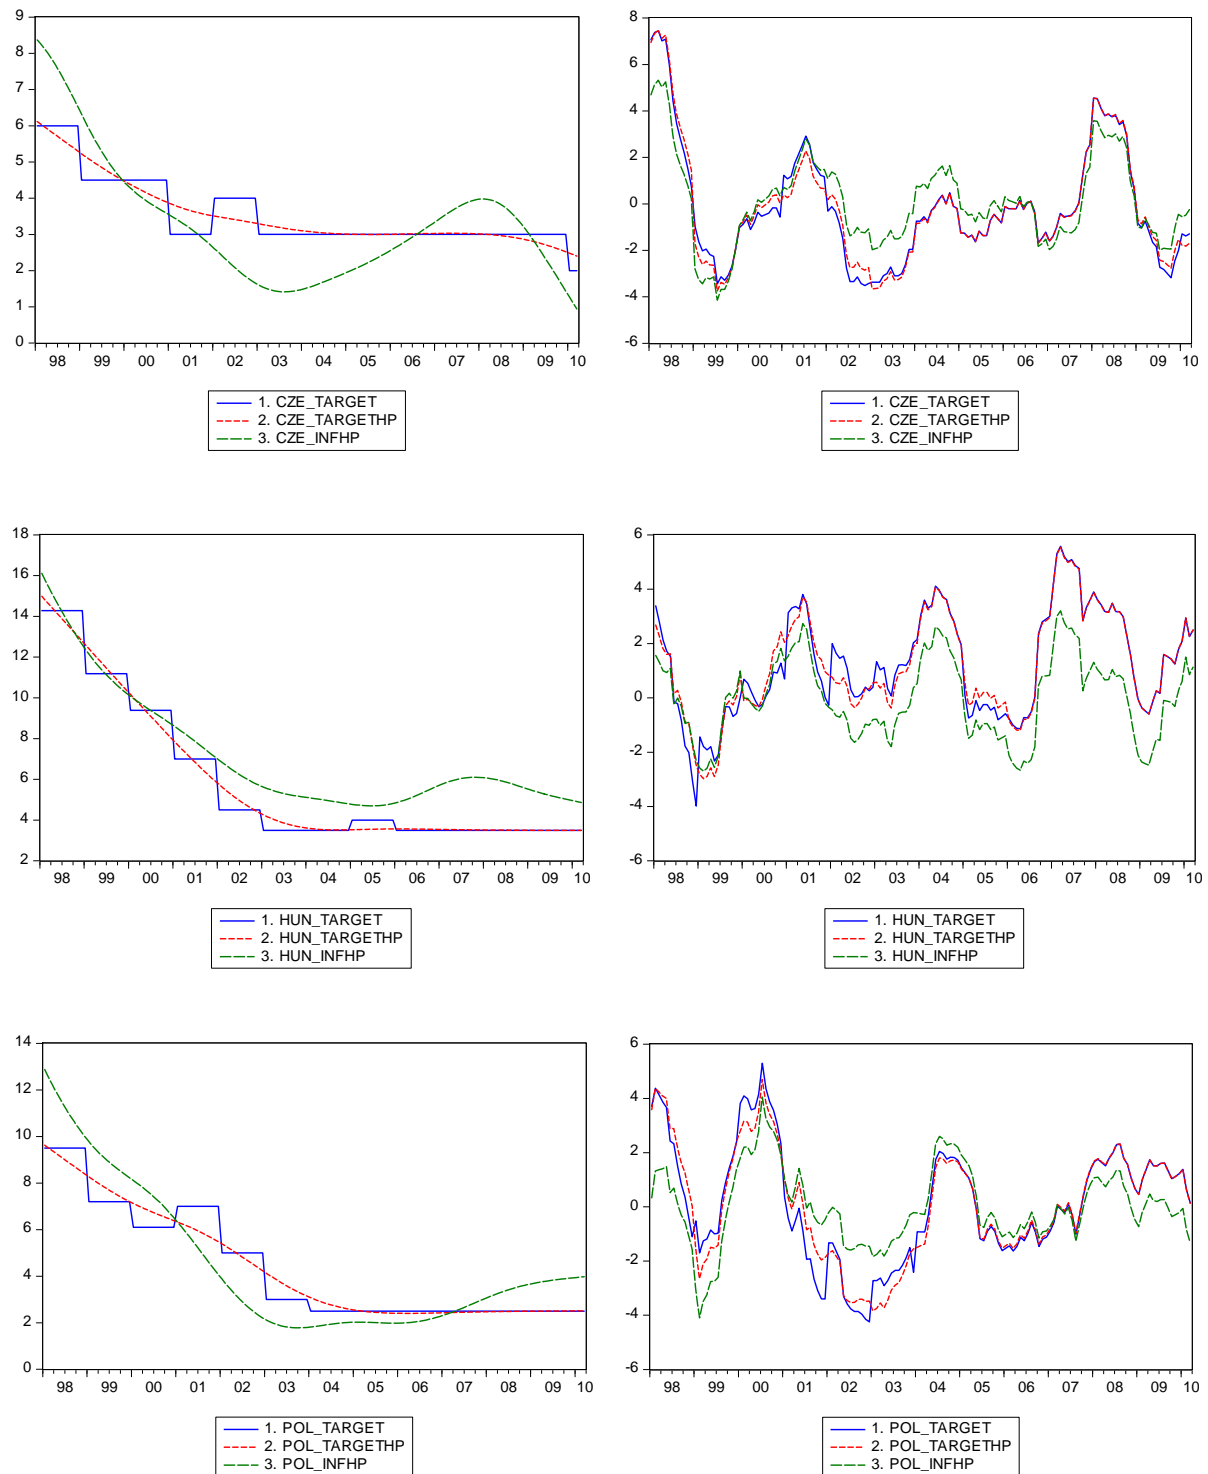 9
8
7
6
5
4
3
2
1
0
98 99 00 01 02 03 04 05 06 07 08 09 10
1. CZE_TARGET
2. CZE_TARGETHP
3. CZE_INFHP
8
6
4
2
0
-2
-4
-6
98 99 00 01 02 03 04 05 06 07 08 09 10
1. CZE_TARGET
2. CZE_TARGETHP
3. CZE_INFHP
18
16
14
12
10
8
6
4
2
98 99 00 01 02 03 04 05 06 07 08 09 10
1. HUN_TARGET
2. HUN_TARGETHP
3. HUN_INFHP
6
4
2
0
-2
-4
-6
98 99 00 01 02 03 04 05 06 07 08 09 10
1. HUN_TARGET
2. HUN_TARGETHP
3. HUN_INFHP
14
12
10
8
6
4
2
0
98 99 00 01 02 03 04 05 06 07 08 09 10
1. POL_TARGET
2. POL_TARGETHP
3. POL_INFHP
6
4
2
0
-2
-4
-6
98 99 00 01 02 03 04 05 06 07 08 09 10
1. POL_TARGET
2. POL_TARGETHP
3. POL_INFHP